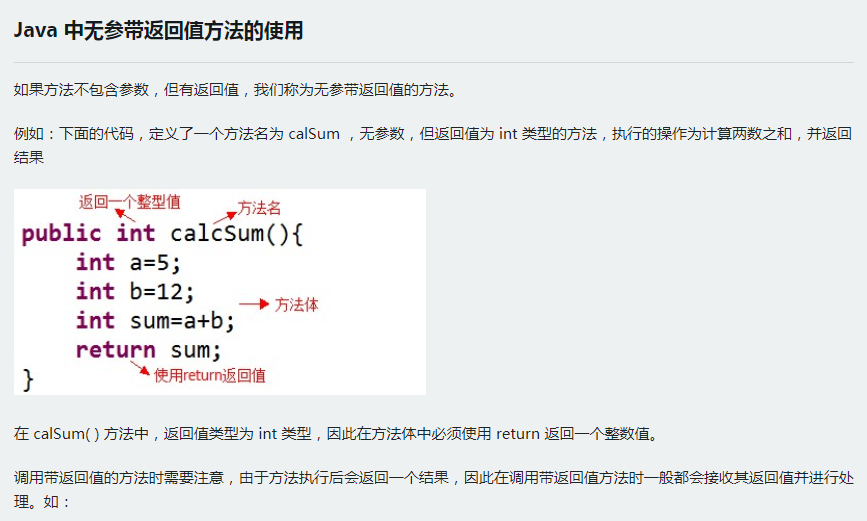 Java 中无参带返回值方法的使用
如果方法不包含参数，但有返回值，我们称为无参带返回值的方法。
例如：下面的代码，定义了一个方法名为 calSum ，无参数，但返回值为 int 类型的方法，执行的操作为计算两数之和，并返回
结果
返回一个整型值
方法名
public int calcSum(){
int a=5;
int b=12;
方法体
int sum=a+b;
return sum;
使用return返回值
}
在 calSum( ) 方法中，返回值类型为 int 类型，因此在方法体中必须使用 return 返回一个整数值。
调用带返回值的方法时需要注意，由于方法执行后会返回一个结果，因此在调用带返回值方法时一般都会接收其返回值并进行处
理。如：